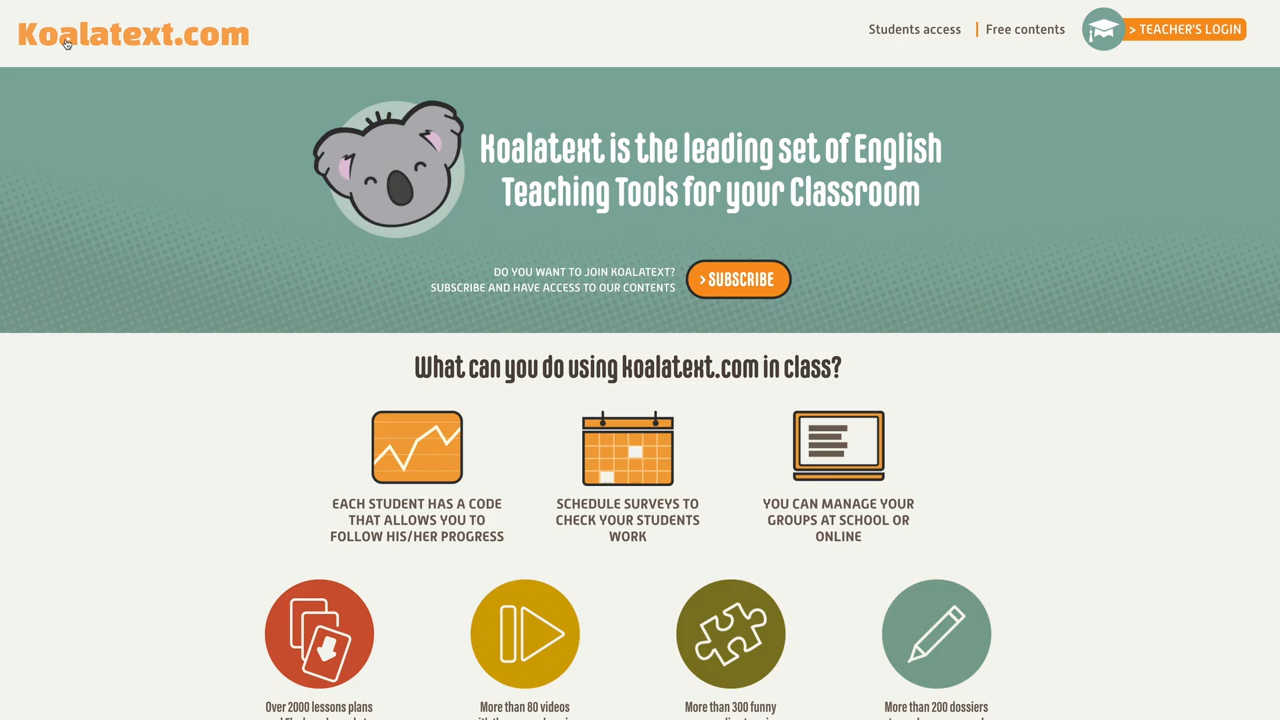 Koalatext.com
Students access
Free contents
> TEACHER'S LOGIN
Koalatext is the leading set of English
Teaching Tools for your Classroom
DO YOU WANT TO JOIN KOALATEXT?
SUBSCRIBE AND HAVE ACCESS TO OUR CONTENTS
> SUBSCRIBE
What can you do using koalatext.com in class?
EACH STUDENT HAS A CODE
THAT ALLOWS YOU TO
FOLLOW HIS/HER PROGRESS
SCHEDULE SURVEYS TO
CHECK YOUR STUDENTS
WORK
YOU CAN MANAGE YOUR
GROUPS AT SCHOOL OR
ONLINE
Over 2000 lessons plans
More than 80 videos
More than 300 funny
More than 200 dossiers